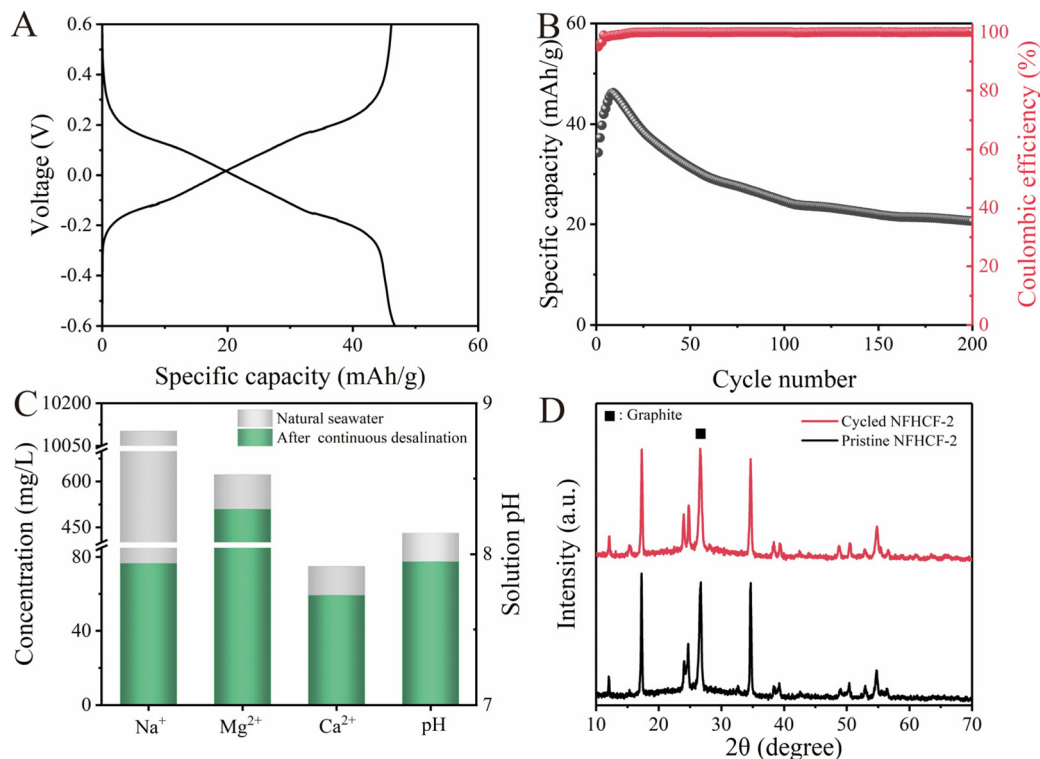 A
0.6
0.4
0.2
0.0
-0.2
-0.4
-0.6
Voltage (V)
0
20
40
60
Specific capacity (mAh/g)
B
60
40
20
0
Specific capacity (mAh/g)
100
80
60
40
20
0
Coulombic efficiency (%)
0
50
100
150
200
Cycle number
C
10200
10050
600
450
80
40
0
Concentration (mg/L)
Natural seawater
After continuous desalination
9
8
7
Solution pH
Na⁺
Mg²⁺
Ca²⁺
pH
D
■ : Graphite
Cycled NFHCF-2
Pristine NFHCF-2
Intensity (a.u.)
10
20
30
40
50
60
70
2θ (degree)